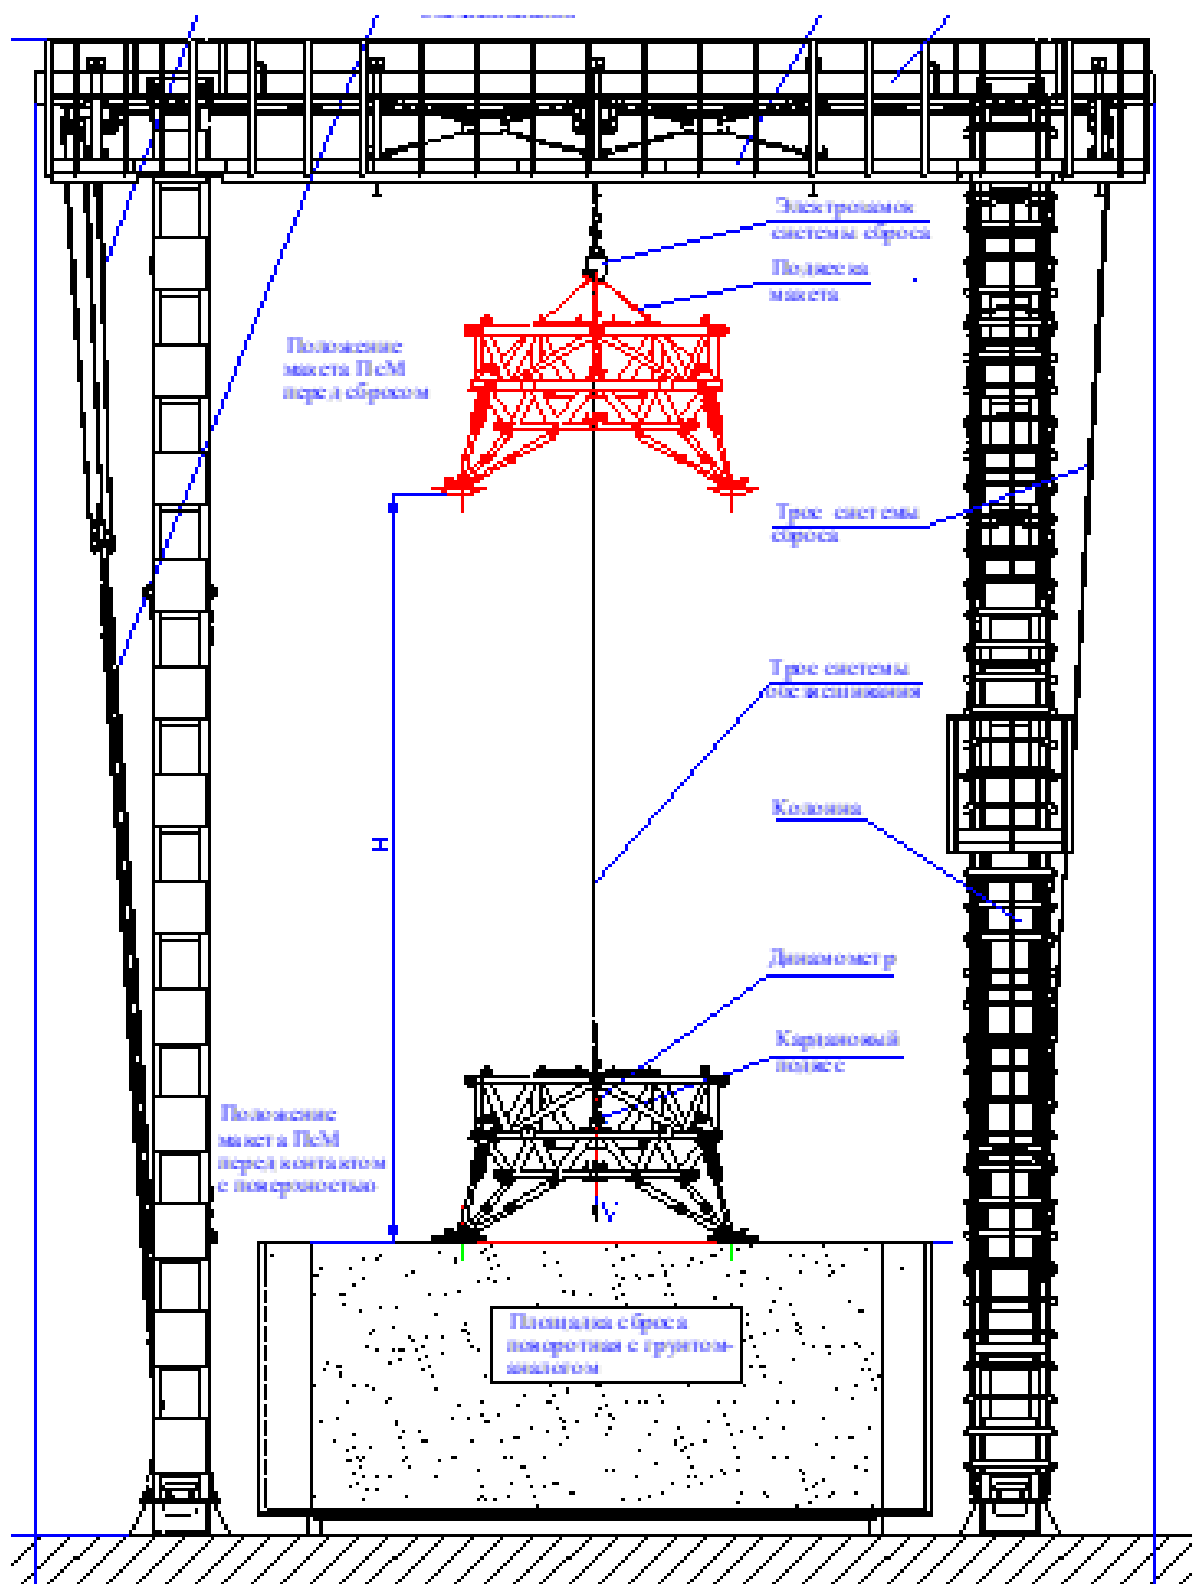 Электрозамок
системы сброса
Подвеска
макета
Положение
макета ПсМ
перед сбросом
Трос системы
сброса
Трос системы
обезвешивания
H
Колонна
Динамометр
Кардановый
подвес
Положение
макета ПсМ
перед контактом
с поверхностью
V
Площадка сброса
поворотная с грунтом-
аналогом